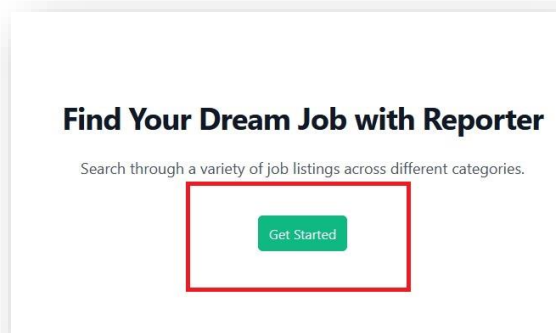 Find Your Dream Job with Reporter
Search through a variety of job listings across different categories.
Get Started